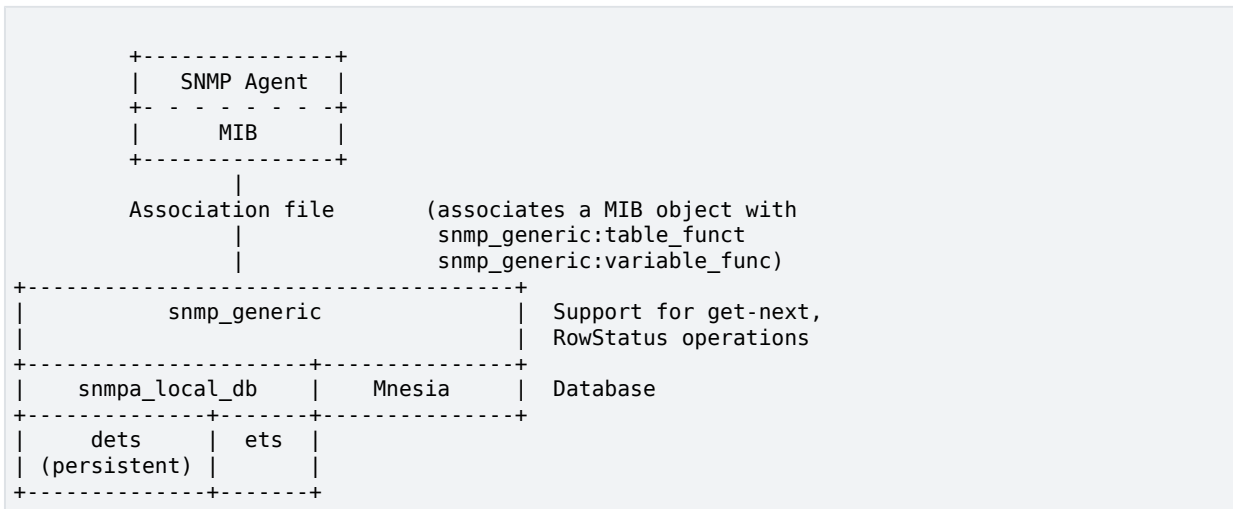 +---------------+
|   SNMP Agent  |
+- - - - - - - -+
|      MIB      |
+---------------+
|
Association file       (associates a MIB object with
|               snmp_generic:table_funct
|               snmp_generic:variable_func)
+--------------------------------------+
|           snmp_generic               |  Support for get-next,
|                                      |  RowStatus operations
+----------------------+---------------+
|    snmpa_local_db    |    Mnesia     |  Database
+--------------+-------+---------------+
|     dets     |  ets  |
| (persistent) |       |
+--------------+-------+